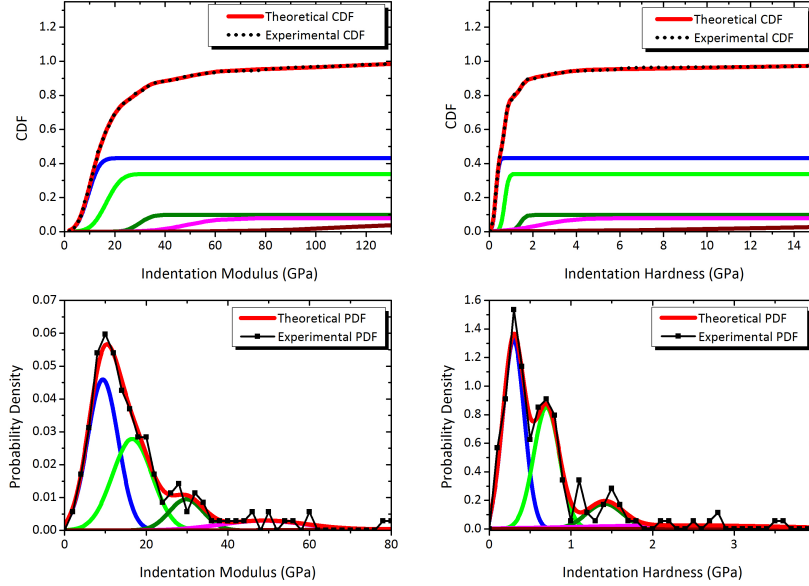 Theoretical CDF
Experimental CDF
CDF
1.2
1.0
0.8
0.6
0.4
0.2
0.0
0 20 40 60 80 100 120
Indentation Modulus (GPa)
Theoretical CDF
Experimental CDF
CDF
1.2
1.0
0.8
0.6
0.4
0.2
0.0
0 2 4 6 8 10 12 14
Indentation Hardness (GPa)
Theoretical PDF
Experimental PDF
Probability Density
0.07
0.06
0.05
0.04
0.03
0.02
0.01
0.00
0 20 40 60 80
Indentation Modulus (GPa)
Theoretical PDF
Experimental PDF
Probability Density
1.6
1.4
1.2
1.0
0.8
0.6
0.4
0.2
0.0
0 1 2 3
Indentation Hardness (GPa)